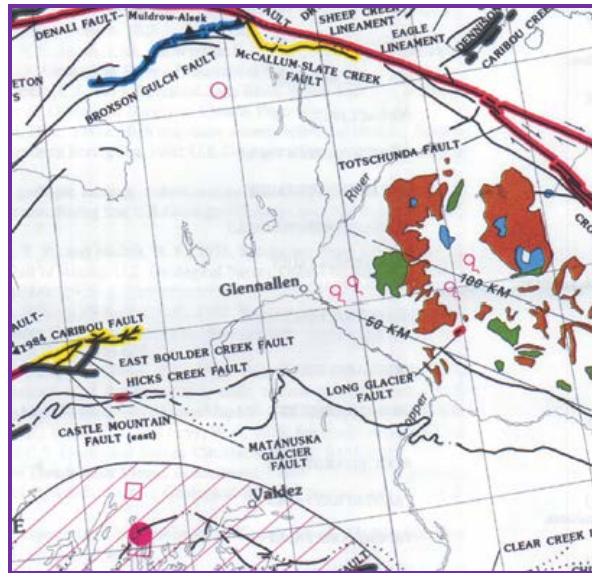 DENALI FAULT-
Muldrow-Aleek
FAULT
SHEEP CREEK
LINEAMENT
EAGLE
LINEAMENT
CARIBOU CREEK
BROXSON GULCH FAULT
McCALLUM-SLATE CREEK
FAULT
TOTSCHUNDA FAULT
River
Glennallen
100 KM
50 KM
1984 CARIBOU FAULT
EAST BOULDER CREEK FAULT
HICKS CREEK FAULT
LONG GLACIER
FAULT
Copper
CASTLE MOUNTAIN
FAULT (east)
MATANUSKA
GLACIER
FAULT
Valdez
E
FAULT
CLEAR CREEK